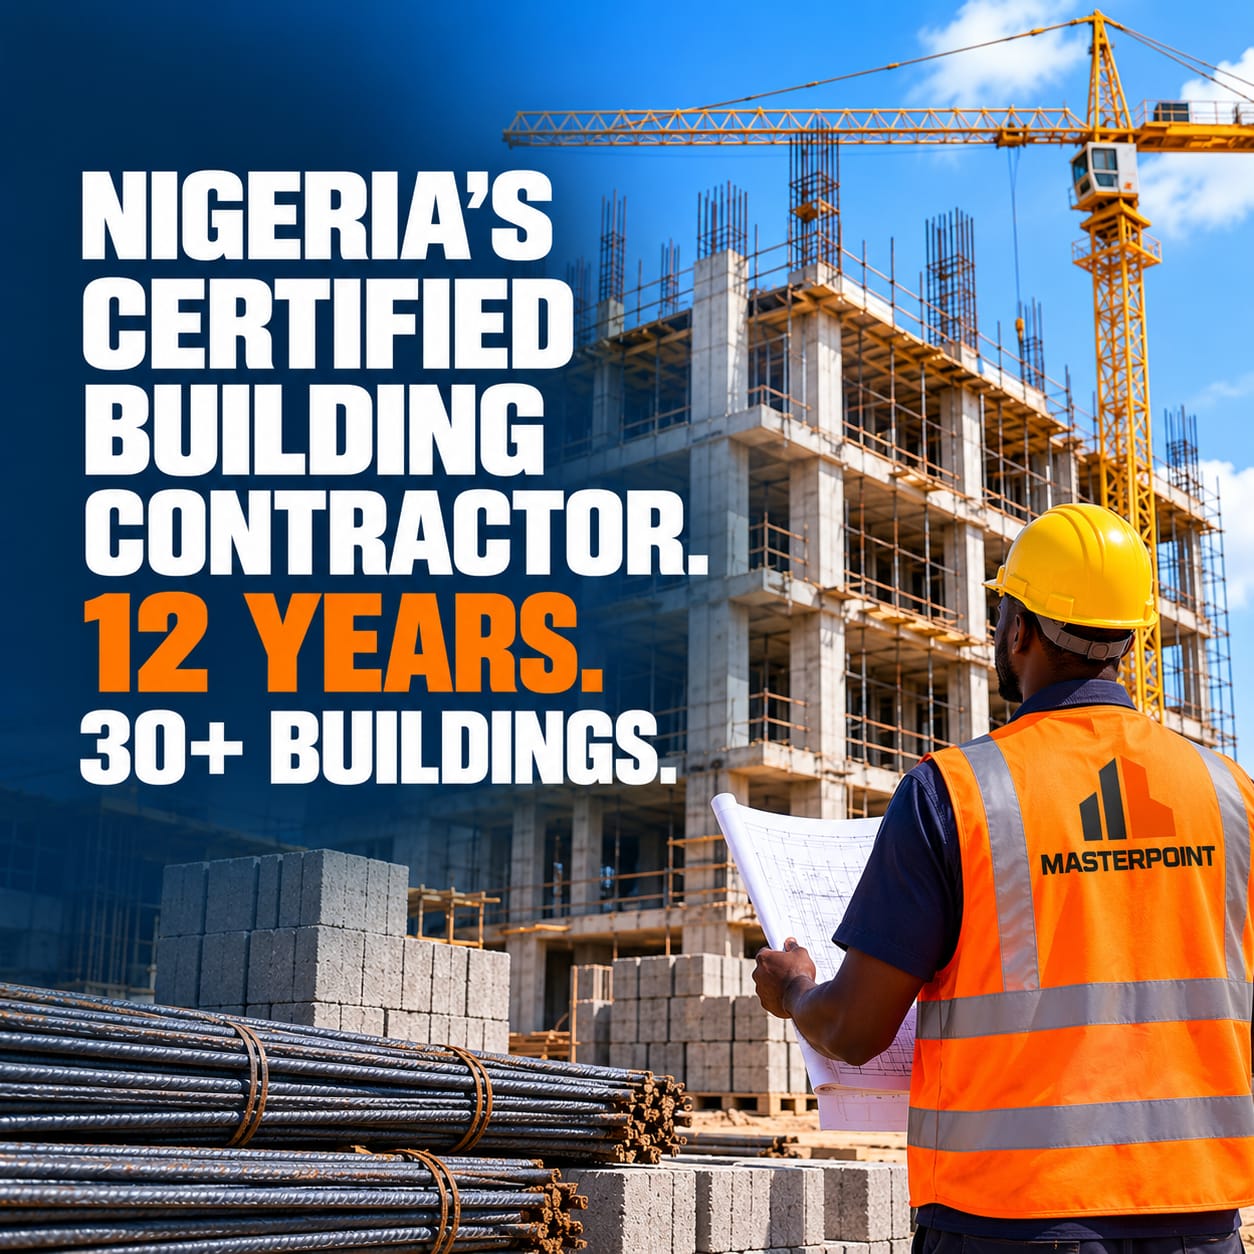 NIGERIA'S
CERTIFIED
BUILDING
CONTRACTOR.
12 YEARS.
30+ BUILDINGS.
MASTERPOINT